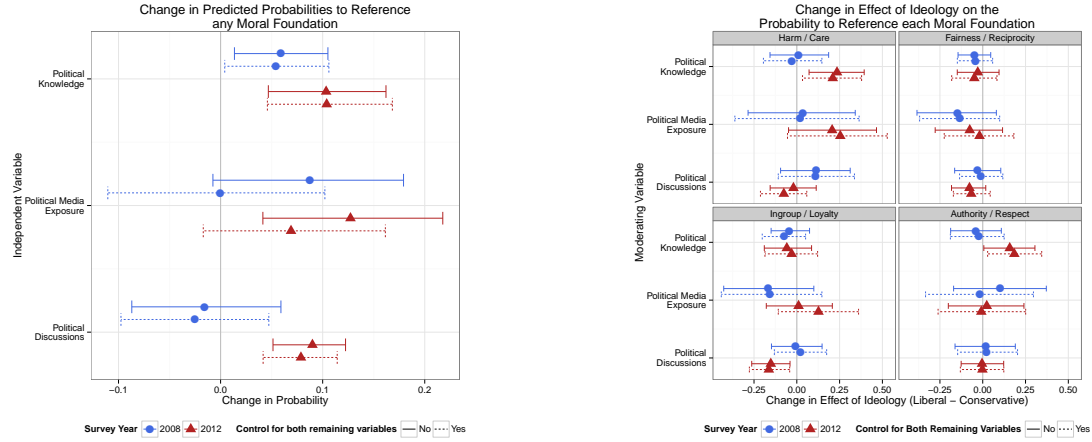 Change in Predicted Probabilities to Reference
any Moral Foundation
Independent Variable
Political
Knowledge
Political Media
Exposure
Political
Discussions
−0.1 0.0 0.1 0.2
Change in Probability
Survey Year 2008 2012 Control for both remaining variables No Yes
Change in Effect of Ideology on the
Probability to Reference each Moral Foundation
Harm / Care Fairness / Reciprocity
Moderating Variable
Political
Knowledge
Political Media
Exposure
Political
Discussions
Ingroup / Loyalty Authority / Respect
Political
Knowledge
Political Media
Exposure
Political
Discussions
−0.25 0.00 0.25 0.50 −0.25 0.00 0.25 0.50
Change in Effect of Ideology (Liberal − Conservative)
Survey Year 2008 2012 Control for Both Remaining Variables No Yes